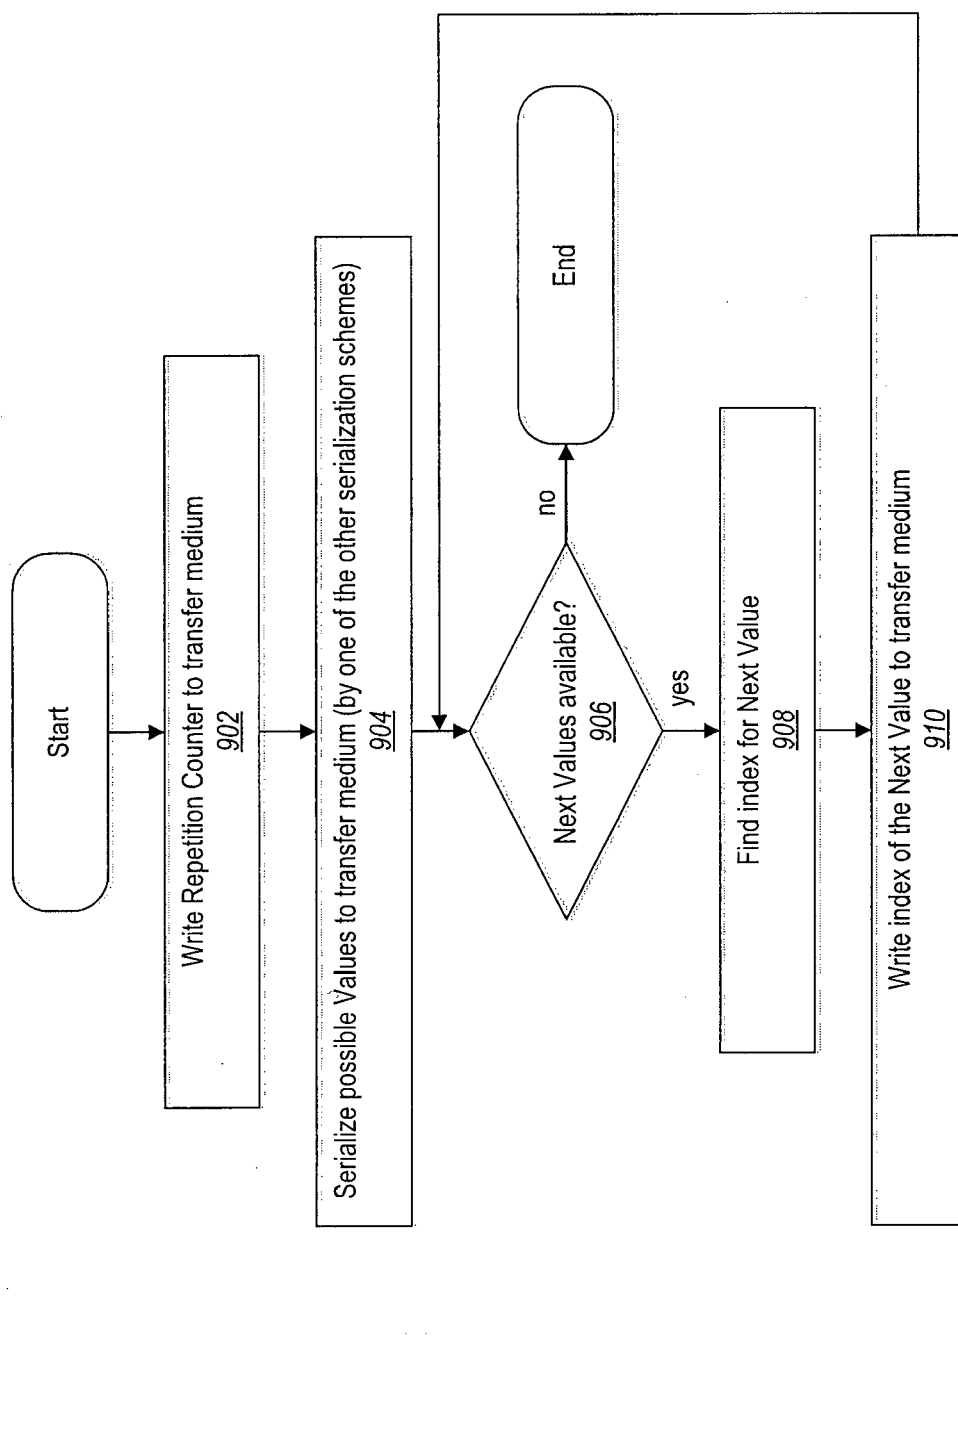 Start
Write Repetition Counter to transfer medium
902
Serialize possible Values to transfer medium (by one of the other serialization schemes)
904
Next Values available?
906
no
End
yes
Find index for Next Value
908
Write index of the Next Value to transfer medium
910